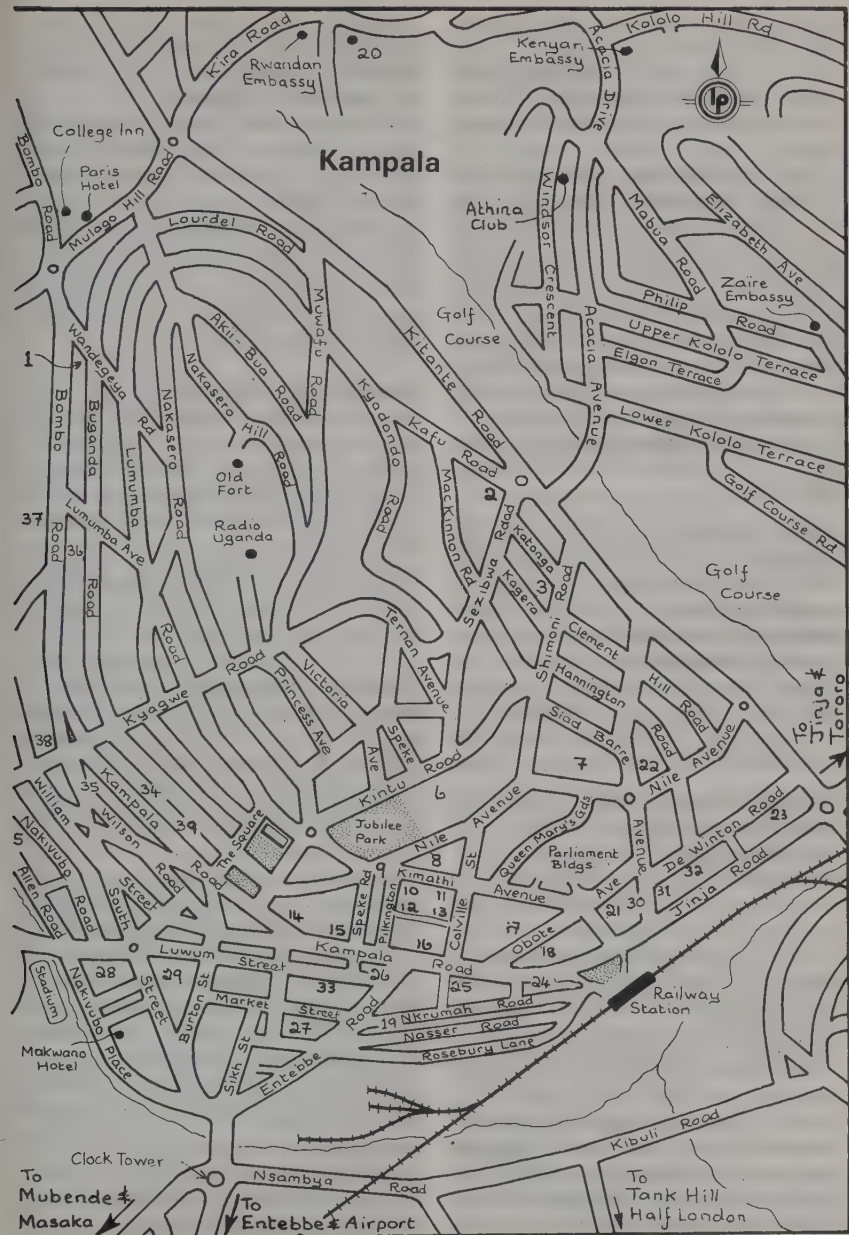 Kololo Hill Rd
Kira Road
Rwandan
Embassy
20
Kenyan
Embassy
Acacia Drive
lp
College Inn
Paris
Hotel
Kampala
Bombo
Road
Mulago Hill Road
Lourdel Road
Athina
Club
Windsor Crescent
Mabua Road
Elizabeth Ave
Zaïre
Embassy
Philip Road
Upper Kololo Terrace
Elgon Terrace
Acacia Avenue
Lower Kololo Terrace
Golf Course Rd
Golf
Course
Muwafu Road
Kitante Road
1
Wandegeya Rd
Akii-Bua Road
Nakasero Hill Road
Kyadondo Road
Kafu Road
Bombo Road
Buganda Road
Lumumba
Nakasero Road
Old
Fort
MacKinnon Rd
2
Sezibwa Road
Katonga
3
Kagera
Golf
Course
37
Lumumba Ave
36
Radio
Uganda
Road
Ternan Avenue
Shimoni Road
Clement Hill Road
Hannington Road
Kyagwe Road
Princess Ave
Victoria Ave
Speke
Siad Barre
Nile Avenue
To
Jinja &
Tororo
38
35
Kampala Road
34
39
William
Wilson Road
The Square
Kintu Road
6
7
22
Jubilee
Park
Nile Avenue
Queen Mary's Gds
Parliament
Bldgs.
De Winton Road
23
5
Nakivubo Road
Allen Road
South Street
8
9
Kimathi Avenue
10
11
12
13
14
15
Speke Rd
Pilkington
Colville St
16
17
Obote Ave
18
21
30
31
32
Avenue
Jinja Road
Luwum Street
Kampala Road
26
28
29
Street
Burton St
Market Street
33
27
25
24
19
Nkrumah Road
Nasser Road
Rosebury Lane
Railway
Station
Stadium
Nakivubo Place
Makwano
Hotel
Sikh St
Entebbe Road
Clock Tower
Nsambya Road
Kibuli Road
To
Mubende &
Masaka
To
Entebbe & Airport
To
Tank Hill
Half London